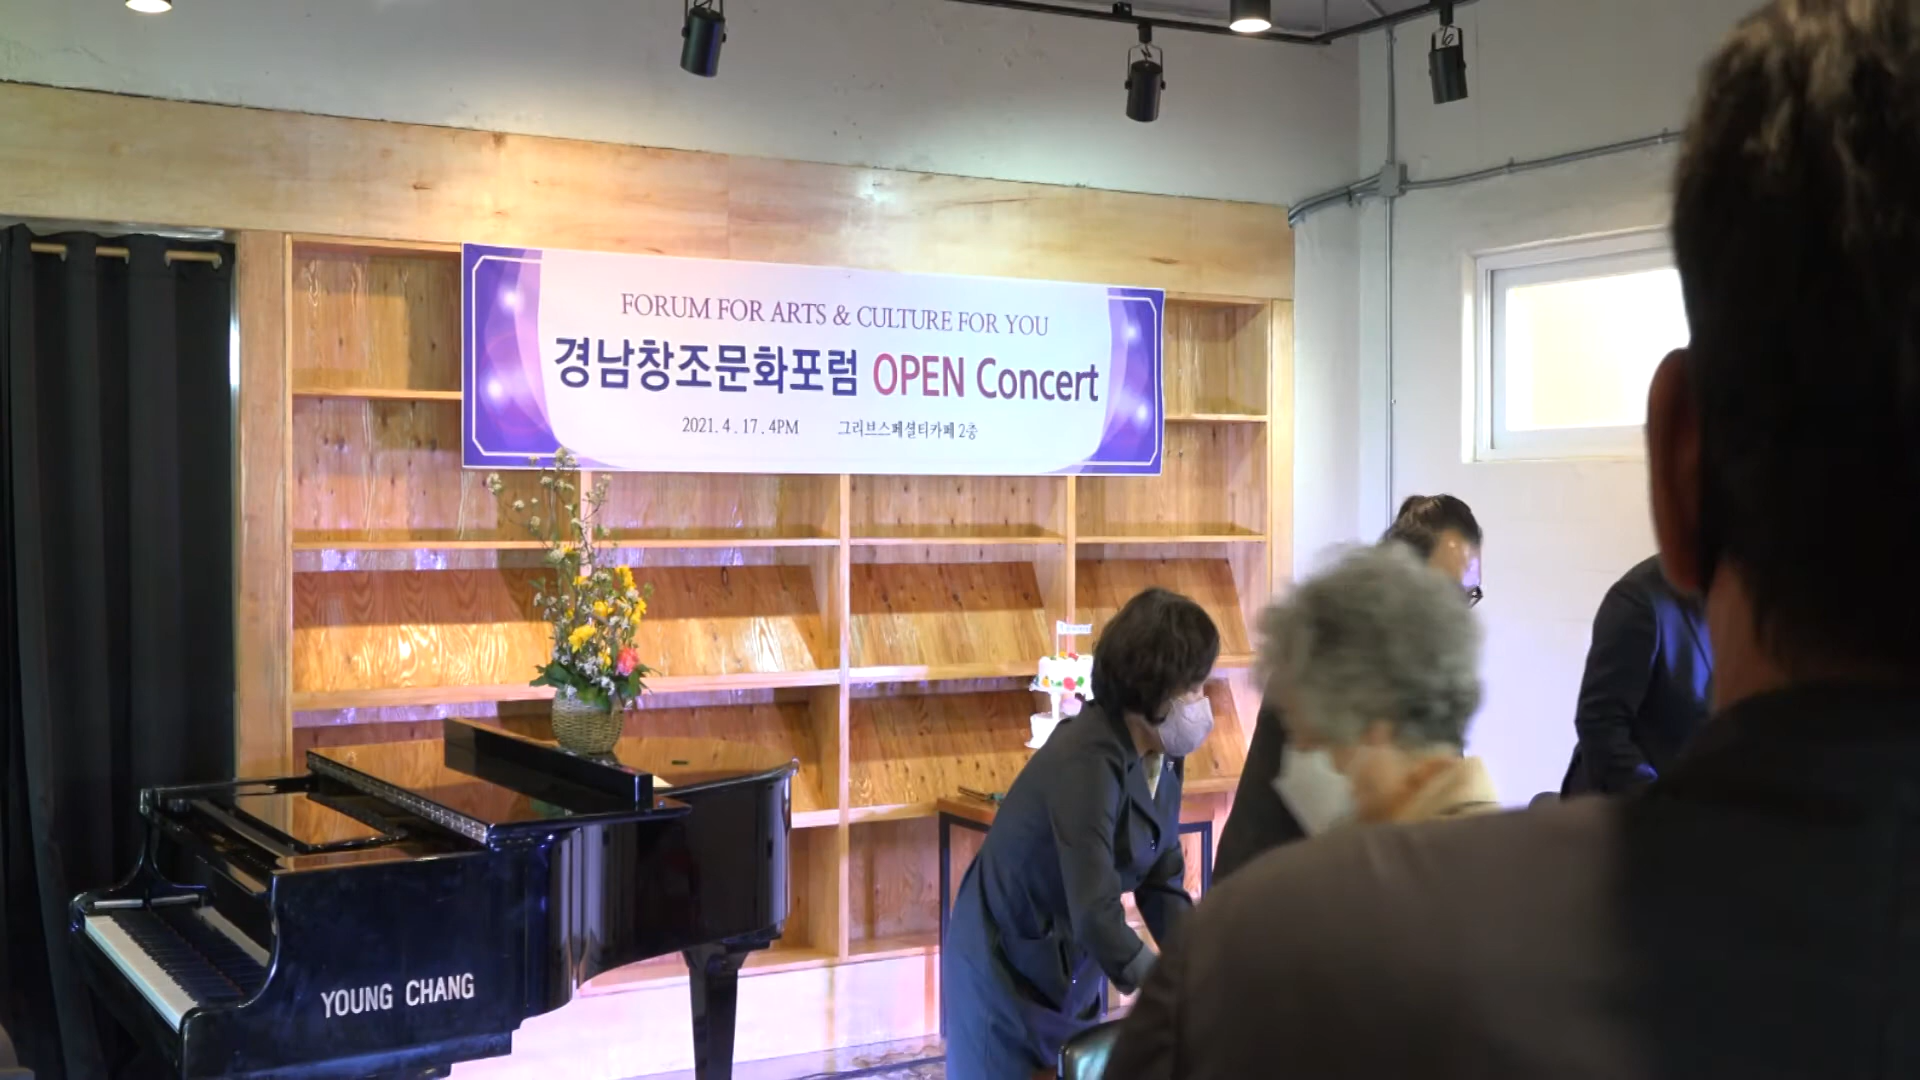 FORUM FOR ARTS & CULTURE FOR YOU
경남창조문화포럼 OPEN Concert
2021. 4 . 17 . 4PM 그리브스페셜티카페 2층
YOUNG CHANG